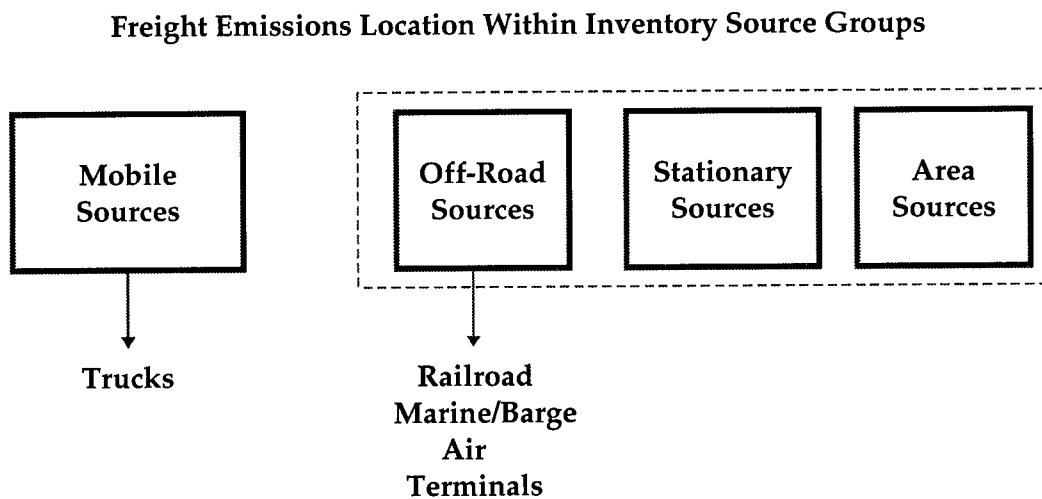 Freight Emissions Location Within Inventory Source Groups
Mobile
Sources
Off-Road
Sources
Stationary
Sources
Area
Sources
Trucks
Railroad
Marine/Barge
Air
Terminals